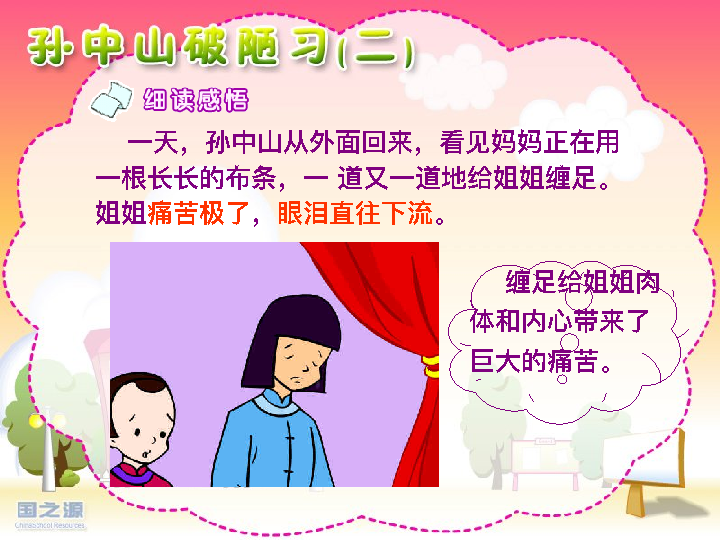 孙中山破陋习(二)
细读感悟
一天，孙中山从外面回来，看见妈妈正在用
一根长长的布条，一 道又一道地给姐姐缠足。
姐姐痛苦极了，眼泪直往下流。
缠足给姐姐肉
体和内心带来了
巨大的痛苦。
国之源